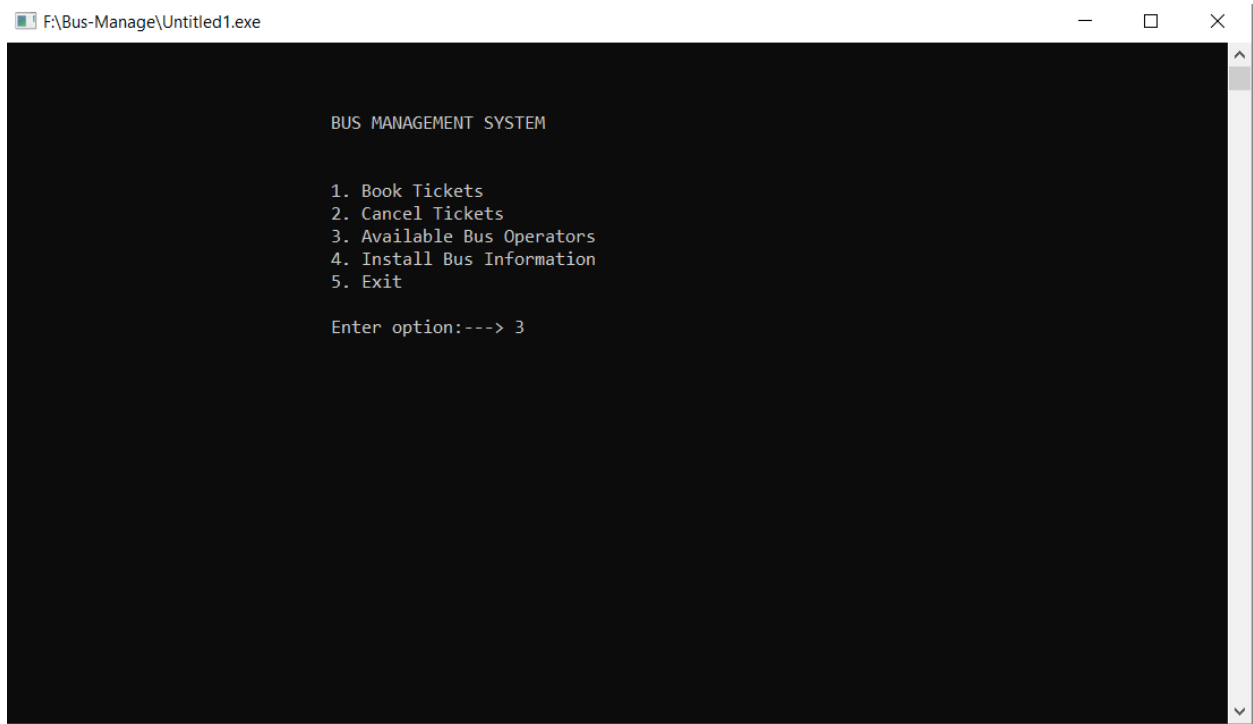 F:\Bus-Manage\Untitled1.exe
BUS MANAGEMENT SYSTEM
1. Book Tickets
2. Cancel Tickets
3. Available Bus Operators
4. Install Bus Information
5. Exit
Enter option:---> 3